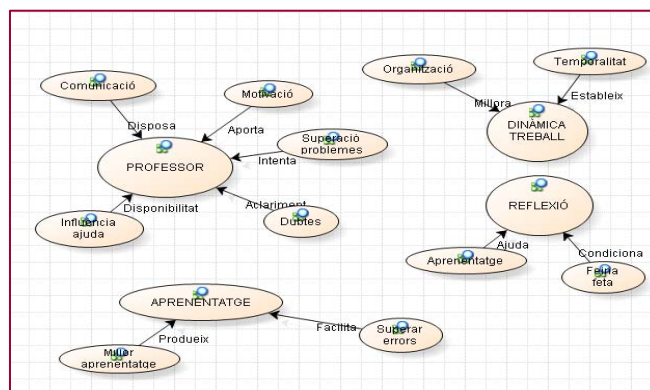 Comunicació
Disposa
Motivació
Aporta
Superació
problemes
Intenta
PROFESSOR
Disponibilitat
Influència
ajuda
Aclariment
Dubtes
Organització
Millora
Temporalitat
Estableix
DINÀMICA
TREBALL
REFLEXIÓ
Ajuda
Aprenentatge
Condiciona
Feina
feta
APRENENTATGE
Produeix
Millor
aprenentatge
Facilita
Superar
errors